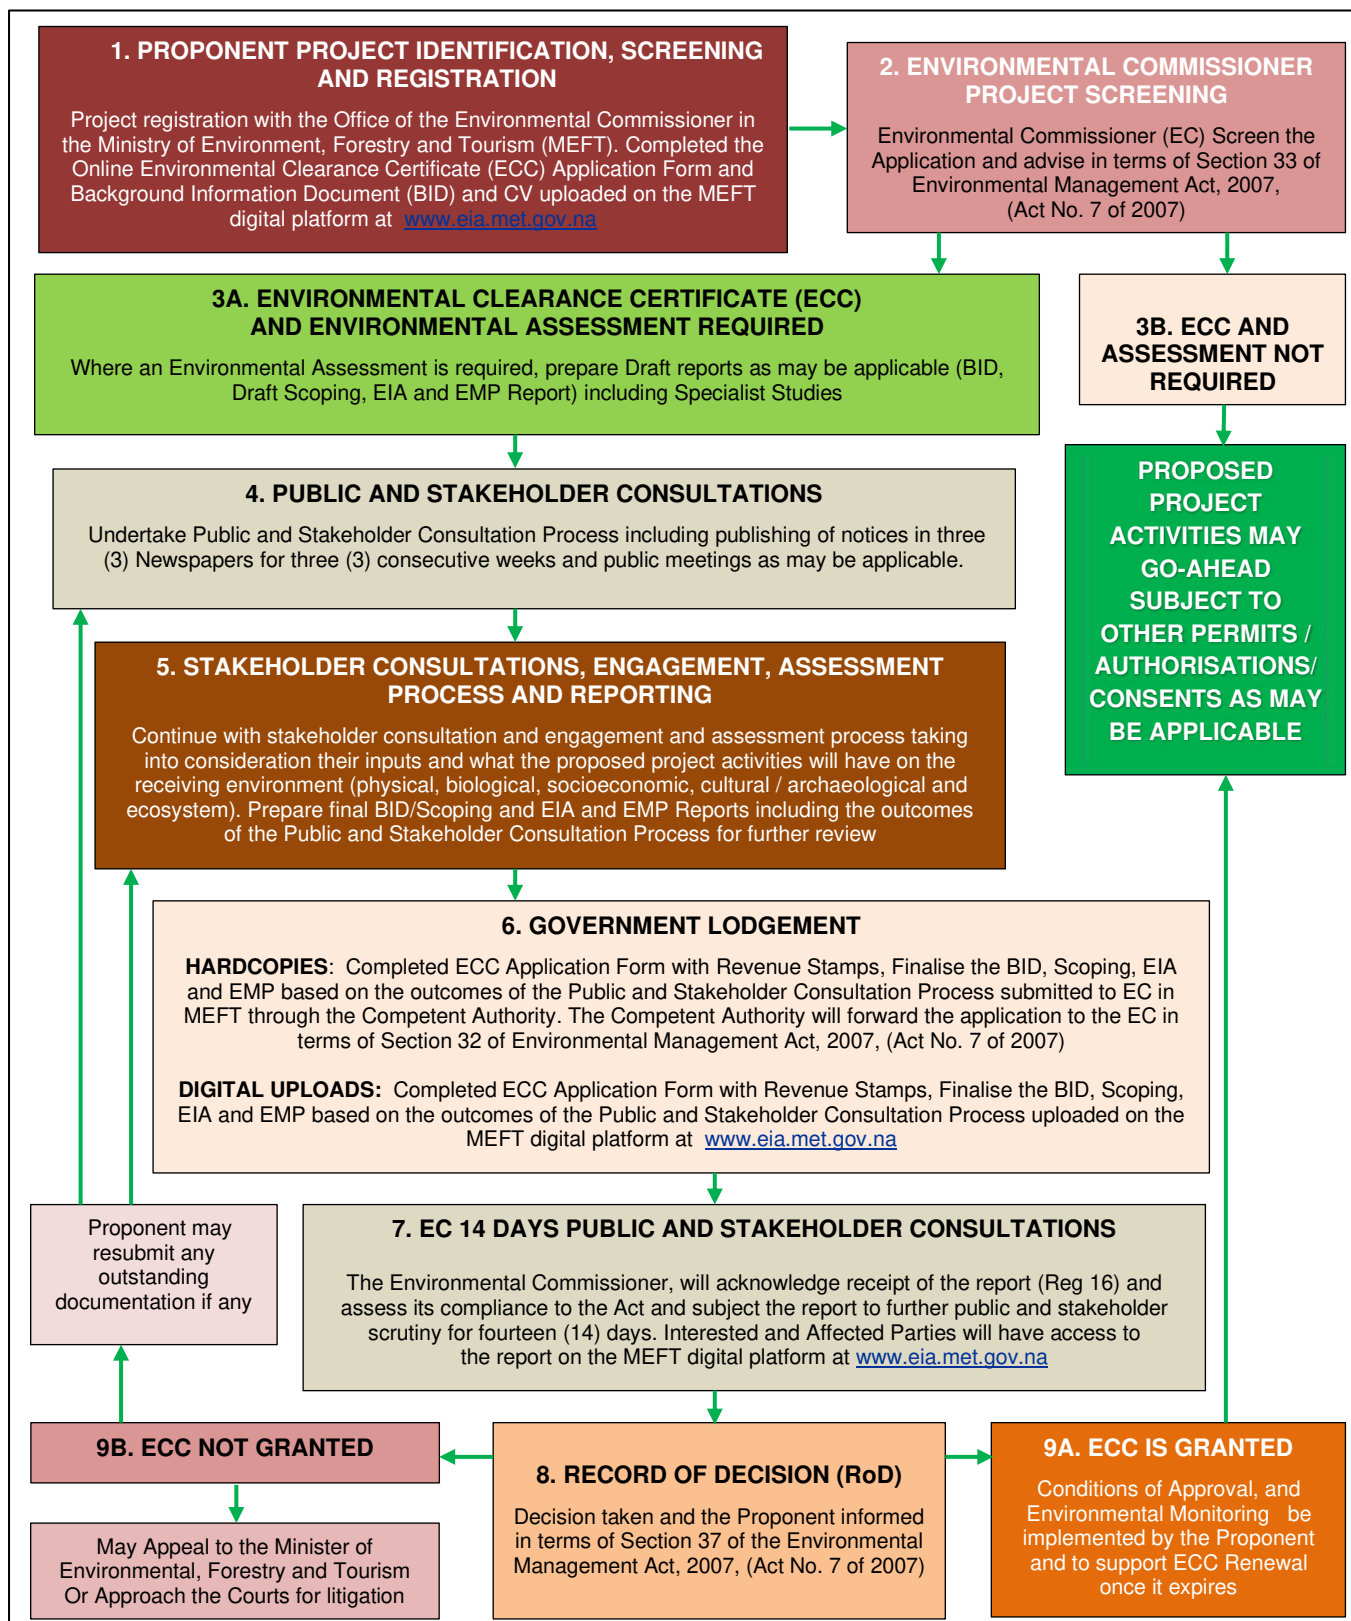 1. PROPONENT PROJECT IDENTIFICATION, SCREENING
AND REGISTRATION
Project registration with the Office of the Environmental Commissioner in
the Ministry of Environment, Forestry and Tourism (MEFT). Completed the
Online Environmental Clearance Certificate (ECC) Application Form and
Background Information Document (BID) and CV uploaded on the MEFT
digital platform at www.eia.met.gov.na
2. ENVIRONMENTAL COMMISSIONER
PROJECT SCREENING
Environmental Commissioner (EC) Screen the
Application and advise in terms of Section 33 of
Environmental Management Act, 2007,
(Act No. 7 of 2007)
3A. ENVIRONMENTAL CLEARANCE CERTIFICATE (ECC)
AND ENVIRONMENTAL ASSESSMENT REQUIRED
Where an Environmental Assessment is required, prepare Draft reports as may be applicable (BID,
Draft Scoping, EIA and EMP Report) including Specialist Studies
3B. ECC AND
ASSESSMENT NOT
REQUIRED
4. PUBLIC AND STAKEHOLDER CONSULTATIONS
Undertake Public and Stakeholder Consultation Process including publishing of notices in three
(3) Newspapers for three (3) consecutive weeks and public meetings as may be applicable.
PROPOSED
PROJECT
ACTIVITIES MAY
GO-AHEAD
SUBJECT TO
OTHER PERMITS /
AUTHORISATIONS/
CONSENTS AS MAY
BE APPLICABLE
5. STAKEHOLDER CONSULTATIONS, ENGAGEMENT, ASSESSMENT
PROCESS AND REPORTING
Continue with stakeholder consultation and engagement and assessment process taking
into consideration their inputs and what the proposed project activities will have on the
receiving environment (physical, biological, socioeconomic, cultural / archaeological and
ecosystem). Prepare final BID/Scoping and EIA and EMP Reports including the outcomes
of the Public and Stakeholder Consultation Process for further review
6. GOVERNMENT LODGEMENT
HARDCOPIES: Completed ECC Application Form with Revenue Stamps, Finalise the BID, Scoping, EIA
and EMP based on the outcomes of the Public and Stakeholder Consultation Process submitted to EC in
MEFT through the Competent Authority. The Competent Authority will forward the application to the EC in
terms of Section 32 of Environmental Management Act, 2007, (Act No. 7 of 2007)
DIGITAL UPLOADS: Completed ECC Application Form with Revenue Stamps, Finalise the BID, Scoping,
EIA and EMP based on the outcomes of the Public and Stakeholder Consultation Process uploaded on the
MEFT digital platform at www.eia.met.gov.na
Proponent may
resubmit any
outstanding
documentation if any
7. EC 14 DAYS PUBLIC AND STAKEHOLDER CONSULTATIONS
The Environmental Commissioner, will acknowledge receipt of the report (Reg 16) and
assess its compliance to the Act and subject the report to further public and stakeholder
scrutiny for fourteen (14) days. Interested and Affected Parties will have access to
the report on the MEFT digital platform at www.eia.met.gov.na
9B. ECC NOT GRANTED
May Appeal to the Minister of
Environmental, Forestry and Tourism
Or Approach the Courts for litigation
8. RECORD OF DECISION (RoD)
Decision taken and the Proponent informed
in terms of Section 37 of the Environmental
Management Act, 2007, (Act No. 7 of 2007)
9A. ECC IS GRANTED
Conditions of Approval, and
Environmental Monitoring be
implemented by the Proponent
and to support ECC Renewal
once it expires